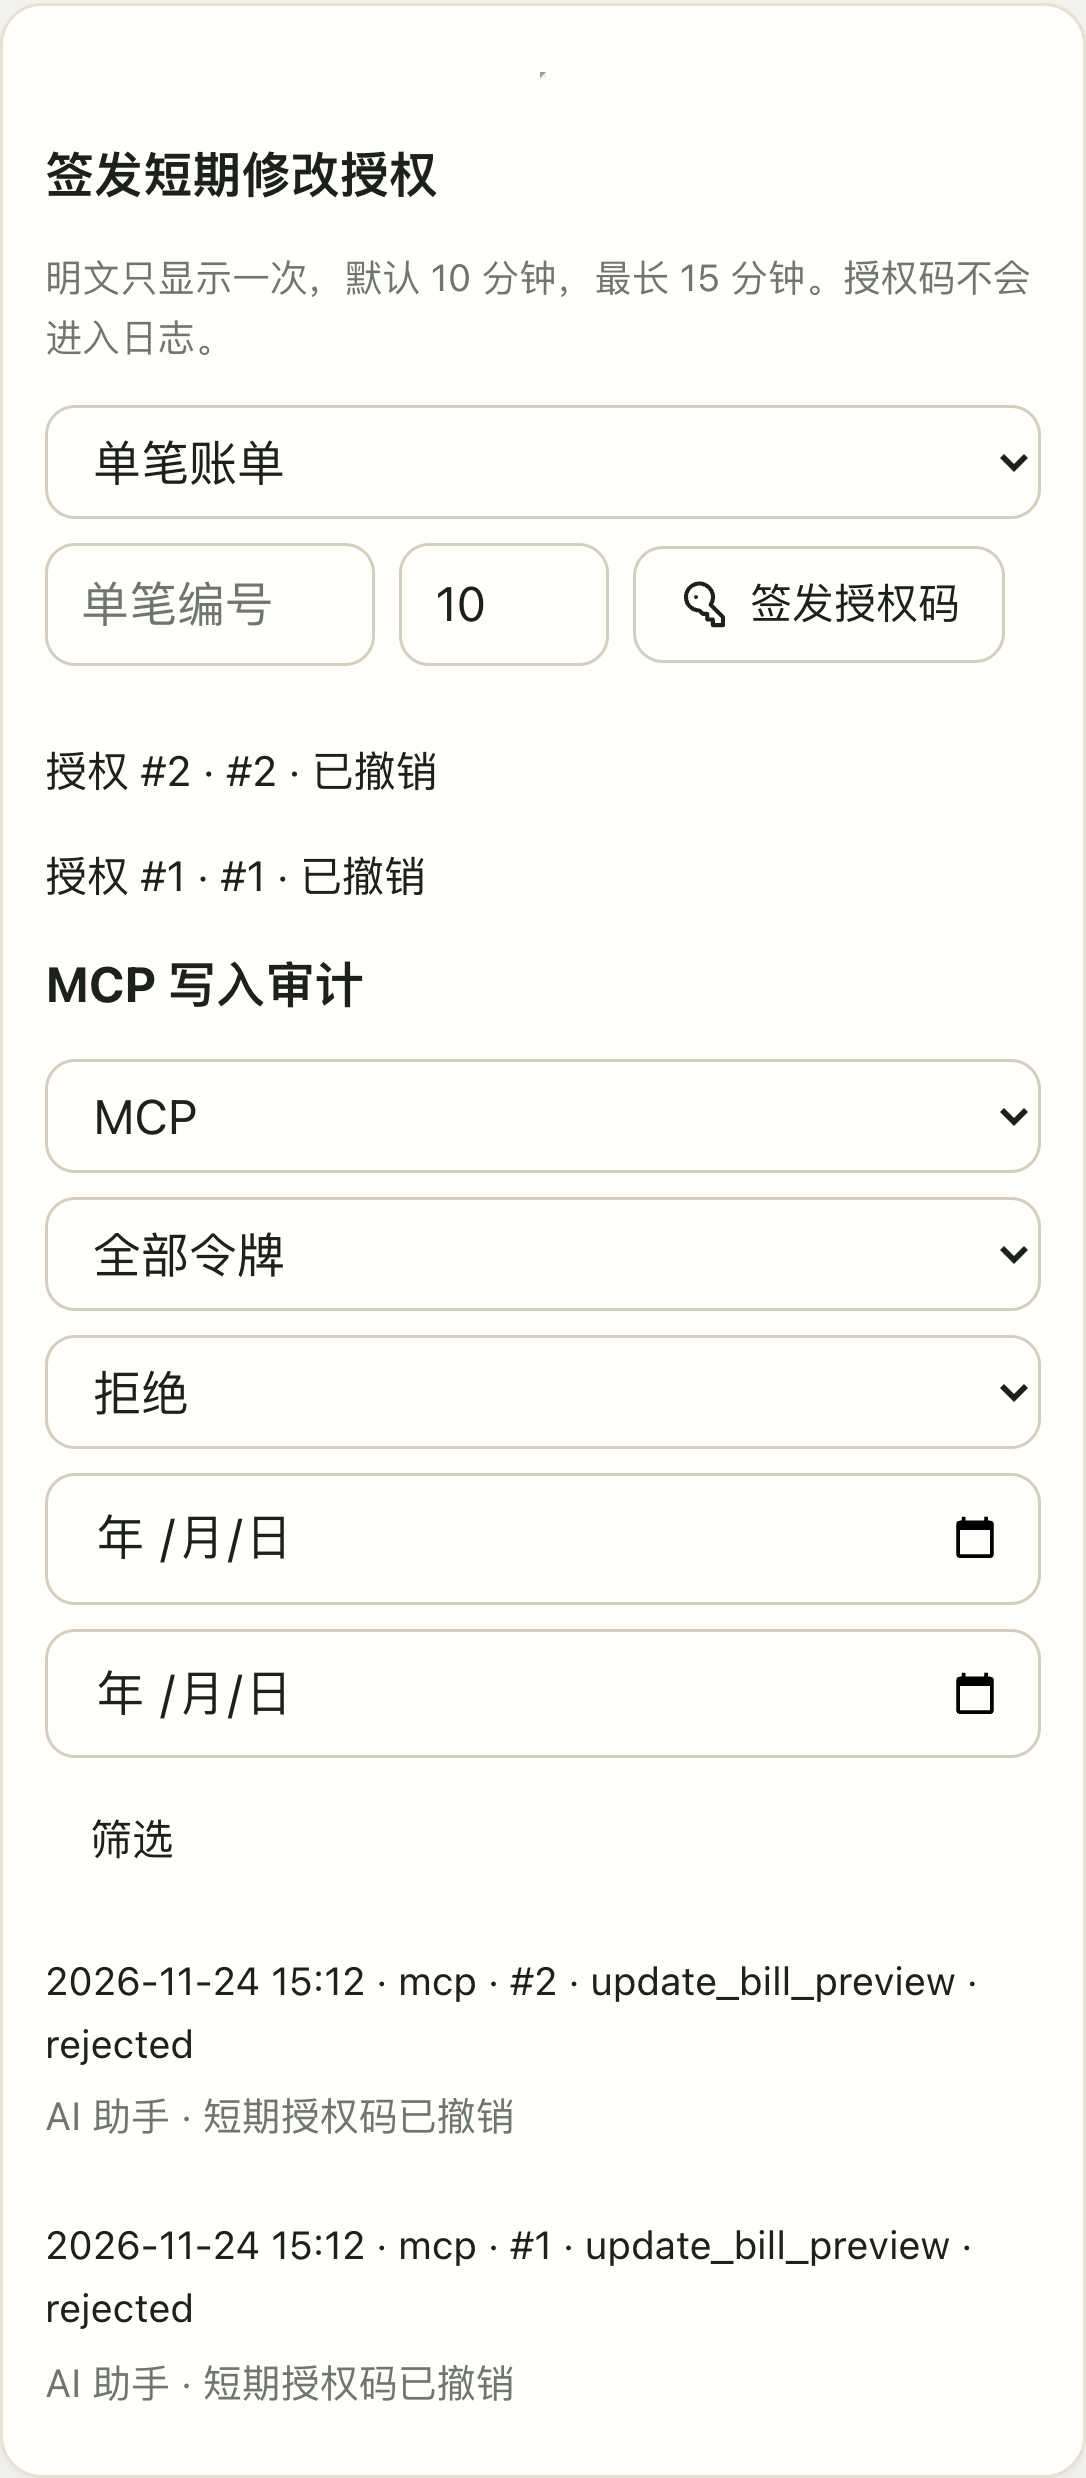 签发短期修改授权
明文只显示一次，默认 10 分钟，最长 15 分钟。授权码不会
进入日志。
单笔账单
单笔编号
10
签发授权码
授权 #2 · #2 · 已撤销
授权 #1 · #1 · 已撤销
MCP 写入审计
MCP
全部令牌
拒绝
年 /月/日
年 /月/日
筛选
2026-11-24 15:12 · mcp · #2 · update_bill_preview ·
rejected
AI 助手 · 短期授权码已撤销
2026-11-24 15:12 · mcp · #1 · update_bill_preview ·
rejected
AI 助手 · 短期授权码已撤销